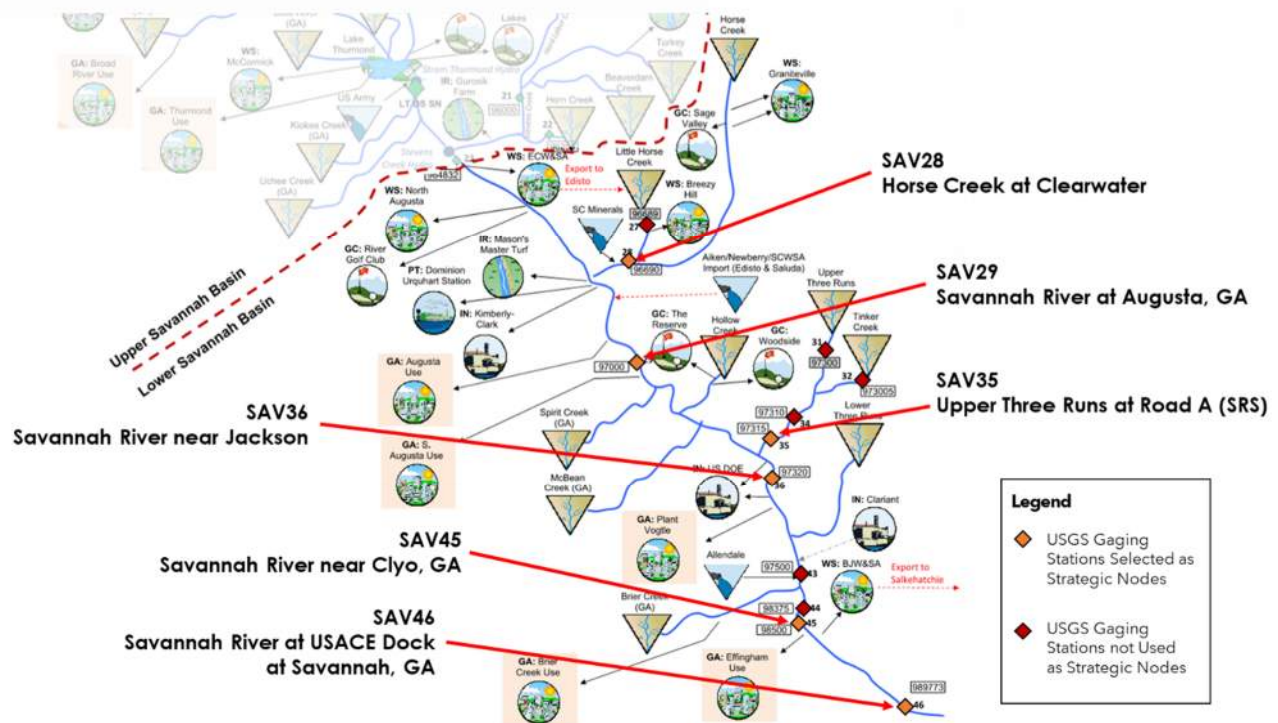 (GA)
Lake
Thurmond
Lakes
GA: Broad
River Use
WS:
McCormick
GA: Thurmond
Use
US Army
Kiokee Creek
(GA)
Uchee Creek
(GA)
LT DS SN
Strom Thurmond Hydro
IR: Gurosik
Farm
21
22
Stevens
Creek Hydro
Horn Creek
Beaverdam
Creek
Turkey
Creek
Horse
Creek
WS:
Graniteville
GC: Sage
Valley
WS: ECW&SA
Export to
Edisto
Little Horse
Creek
WS: Breezy
Hill
SC Minerals
96689
27
28
96690
WS: North
Augusta
GC: River
Golf Club
IR: Mason's
Master Turf
PT: Dominion
Urquhart Station
IN: Kimberly-
Clark
Aiken/Newberry/SCWSA
Import (Edisto & Saluda)
Upper
Three Runs
Tinker
Creek
Hollow
Creek
GC: The
Reserve
GC:
Woodside
31
97300
32
973005
97000
GA: Augusta
Use
GA: S.
Augusta Use
Spirit Creek
(GA)
McBean
Creek (GA)
97310
34
97315
35
Lower
Three Runs
97320
36
IN: US DOE
IN: Clariant
GA: Plant
Vogtle
Allendale
97500
43
WS: BJW&SA
Export to
Salkehatchie
Brier Creek
(GA)
98375
44
98500
45
GA: Brier
Creek Use
GA: Effingham
Use
989773
46
Upper Savannah Basin
Lower Savannah Basin
SAV28
Horse Creek at Clearwater
SAV29
Savannah River at Augusta, GA
SAV35
Upper Three Runs at Road A (SRS)
SAV36
Savannah River near Jackson
SAV45
Savannah River near Clyo, GA
SAV46
Savannah River at USACE Dock
at Savannah, GA
Legend
USGS Gaging
Stations Selected as
Strategic Nodes
USGS Gaging
Stations not Used
as Strategic Nodes